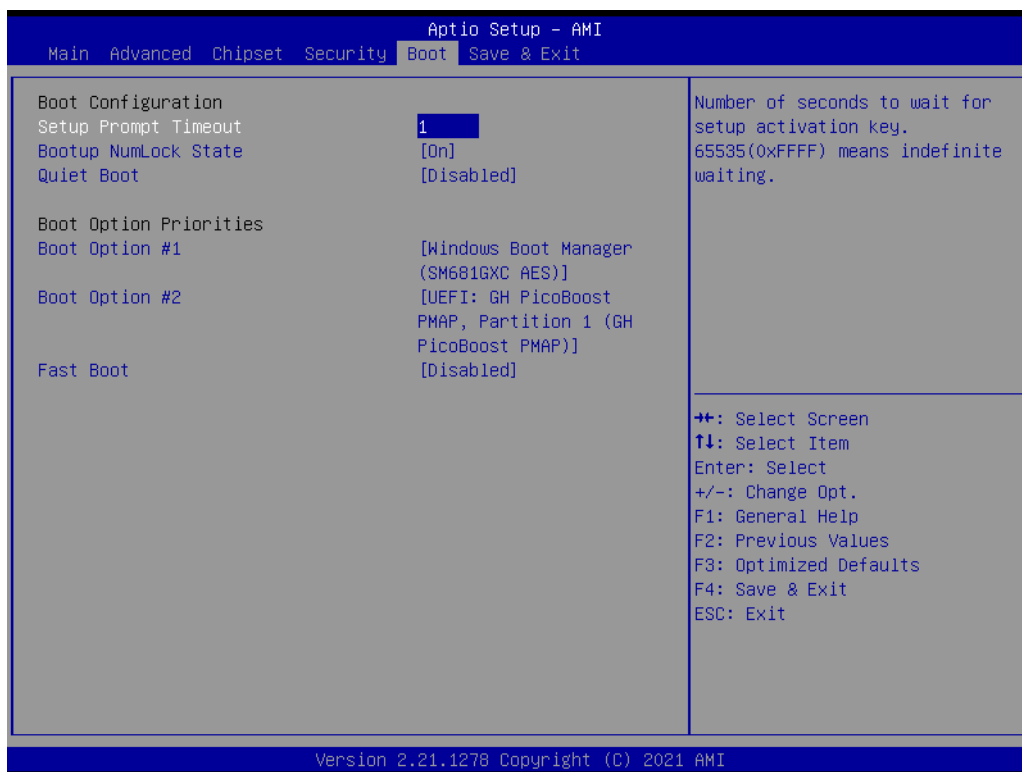 Aptio Setup – AMI
Main Advanced Chipset Security Boot Save & Exit
Boot Configuration
Setup Prompt Timeout 1
Bootup NumLock State [On]
Quiet Boot [Disabled]
Boot Option Priorities
Boot Option #1 [Windows Boot Manager
(SM681GXC AES)]
Boot Option #2 [UEFI: GH PicoBoost
PMAP, Partition 1 (GH
PicoBoost PMAP)]
Fast Boot [Disabled]
Number of seconds to wait for
setup activation key.
65535(0xFFFF) means indefinite
waiting.
→←: Select Screen
↑↓: Select Item
Enter: Select
+/-: Change Opt.
F1: General Help
F2: Previous Values
F3: Optimized Defaults
F4: Save & Exit
ESC: Exit
Version 2.21.1278 Copyright (C) 2021 AMI